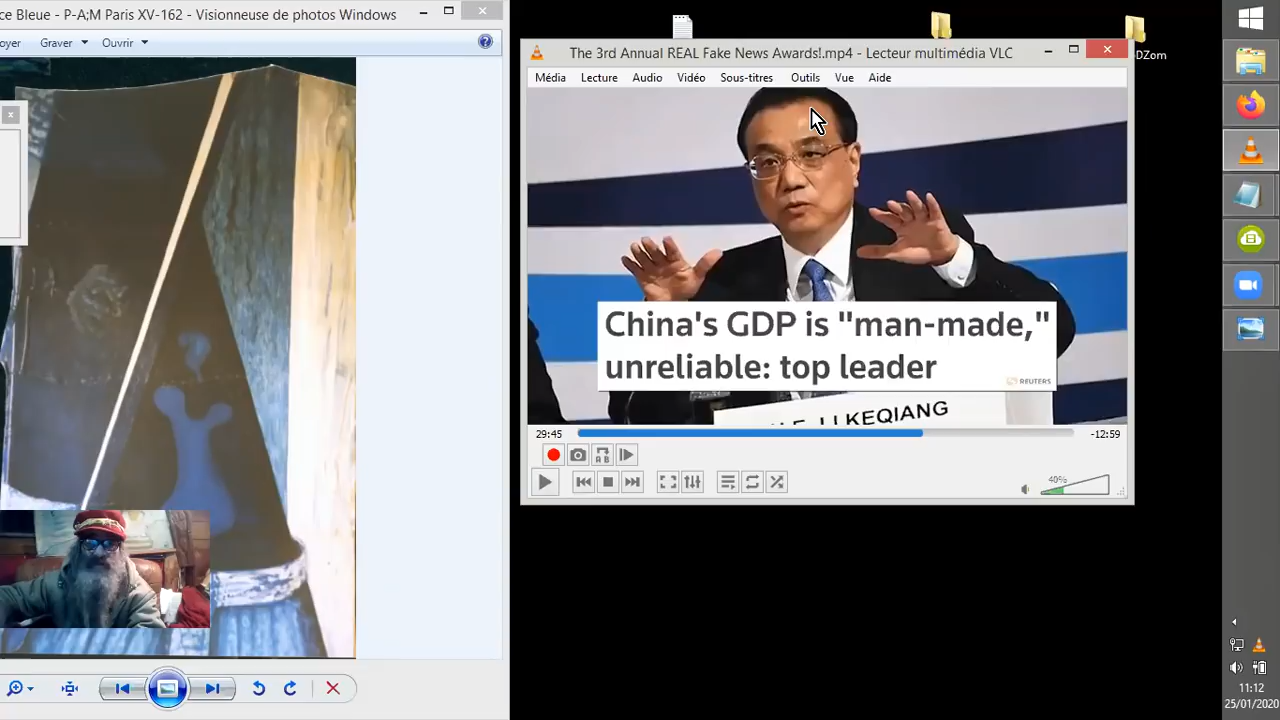 ce Bleue - P-A;M Paris XV-162 - Visionneuse de photos Windows
oyer Graver Ouvrir
DZom
The 3rd Annual REAL Fake News Awards!.mp4 - Lecteur multimédia VLC
Média Lecture Audio Vidéo Sous-titres Outils Vue Aide
China's GDP is "man-made,"
unreliable: top leader
REUTERS
LI KEQIANG
29:45 -12:59
40%
11:12
25/01/2020